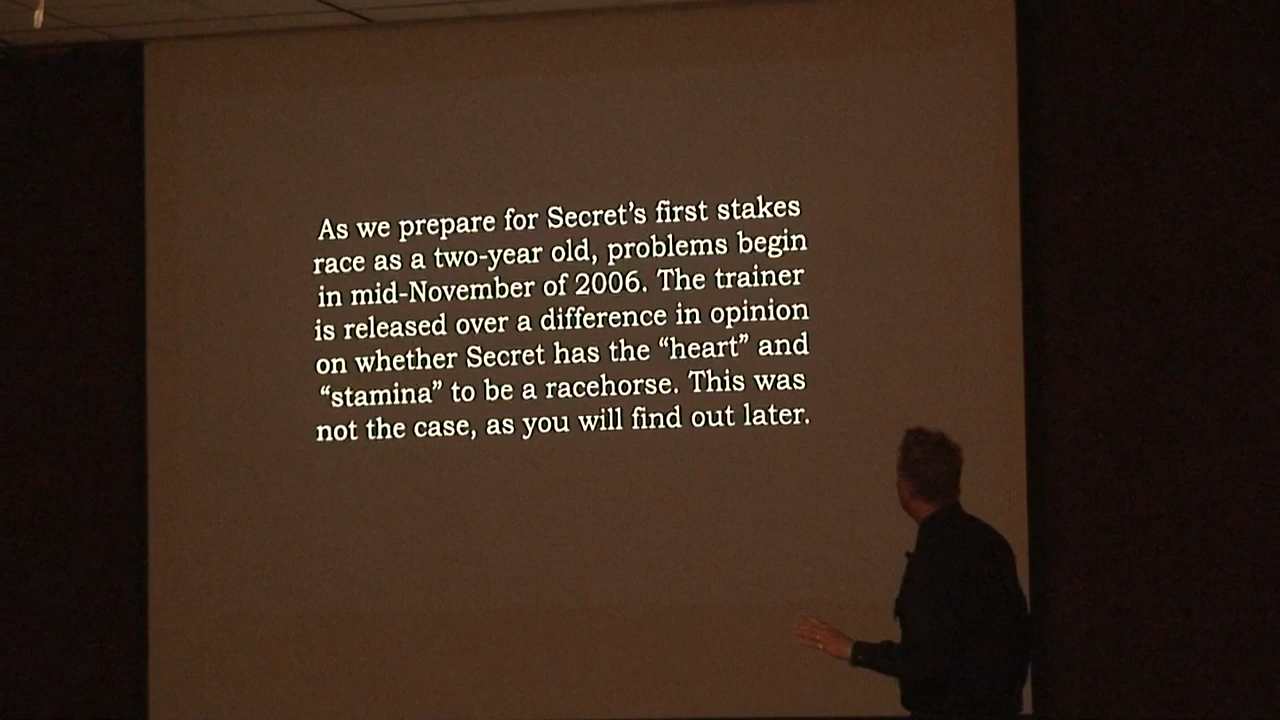 As we prepare for Secret’s first stakes
race as a two-year old, problems begin
in mid-November of 2006. The trainer
is released over a difference in opinion
on whether Secret has the “heart” and
“stamina” to be a racehorse. This was
not the case, as you will find out later.